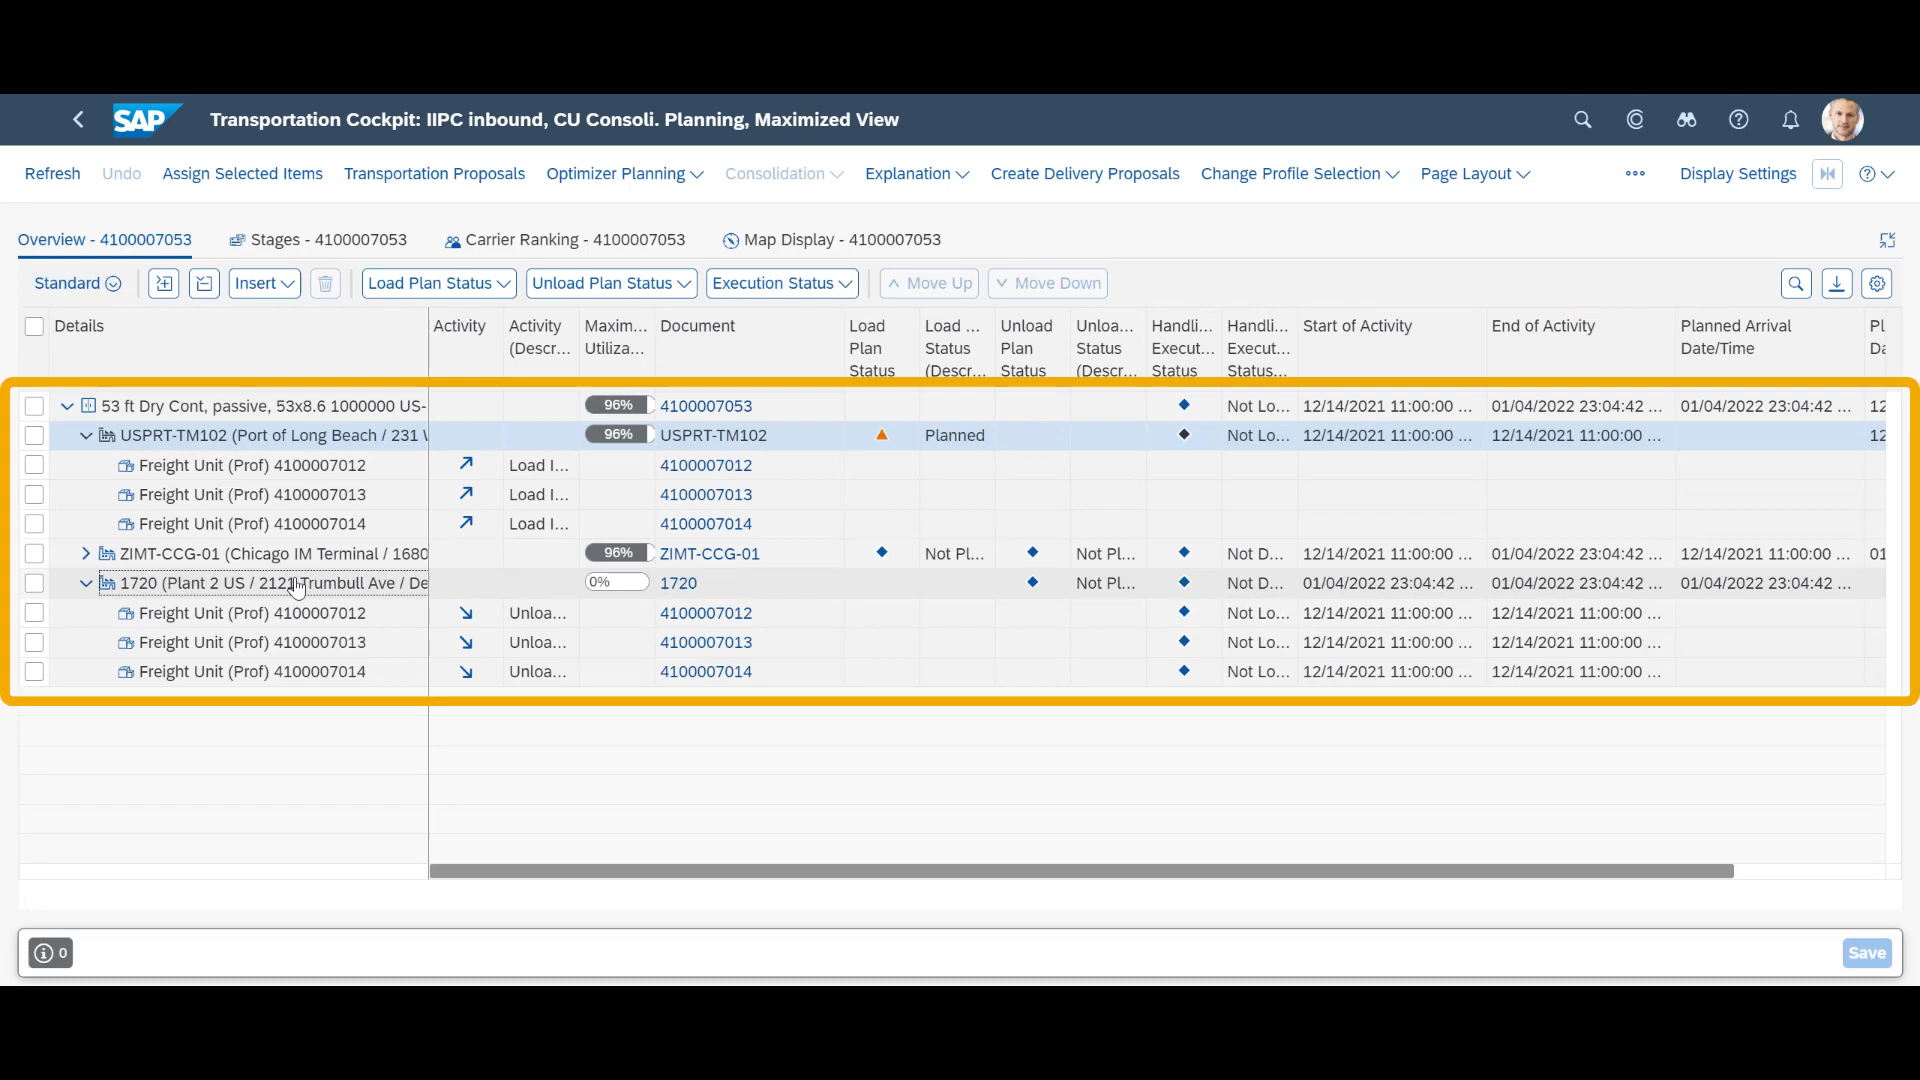 SAP Transportation Cockpit: IIPC inbound, CU Consoli. Planning, Maximized View
Refresh Undo Assign Selected Items Transportation Proposals Optimizer Planning Consolidation Explanation Create Delivery Proposals Change Profile Selection Page Layout Display Settings
Overview - 4100007053 Stages - 4100007053 Carrier Ranking - 4100007053 Map Display - 4100007053
Standard Insert Load Plan Status Unload Plan Status Execution Status Move Up Move Down
Details Activity Activity Maxim... Document Load Load ... Unload Unloa... Handli... Handli... Start of Activity End of Activity Planned Arrival Pl
(Descr... Utiliza... Plan Status Plan Status Execut... Execut... Date/Time Da
Status (Descr... Status (Descr... Status Status...
53 ft Dry Cont, passive, 53x8.6 1000000 US- 96% 4100007053 Not Lo... 12/14/2021 11:00:00 ... 01/04/2022 23:04:42 ... 01/04/2022 23:04:42 ... 12
USPRT-TM102 (Port of Long Beach / 231 96% USPRT-TM102 Planned Not Lo... 12/14/2021 11:00:00 ... 12/14/2021 11:00:00 ... 12
Freight Unit (Prof) 4100007012 Load I... 4100007012
Freight Unit (Prof) 4100007013 Load I... 4100007013
Freight Unit (Prof) 4100007014 Load I... 4100007014
ZIMT-CCG-01 (Chicago IM Terminal / 1680 96% ZIMT-CCG-01 Not Pl... Not Pl... Not D... 12/14/2021 11:00:00 ... 01/04/2022 23:04:42 ... 12/14/2021 11:00:00 ... 01
1720 (Plant 2 US / 2121 Trumbull Ave / De 0% 1720 Not Pl... Not D... 01/04/2022 23:04:42 ... 01/04/2022 23:04:42 ... 01/04/2022 23:04:42 ...
Freight Unit (Prof) 4100007012 Unloa... 4100007012 Not Lo... 12/14/2021 11:00:00 ... 12/14/2021 11:00:00 ...
Freight Unit (Prof) 4100007013 Unloa... 4100007013 Not Lo... 12/14/2021 11:00:00 ... 12/14/2021 11:00:00 ...
Freight Unit (Prof) 4100007014 Unloa... 4100007014 Not Lo... 12/14/2021 11:00:00 ... 12/14/2021 11:00:00 ...
0 Save